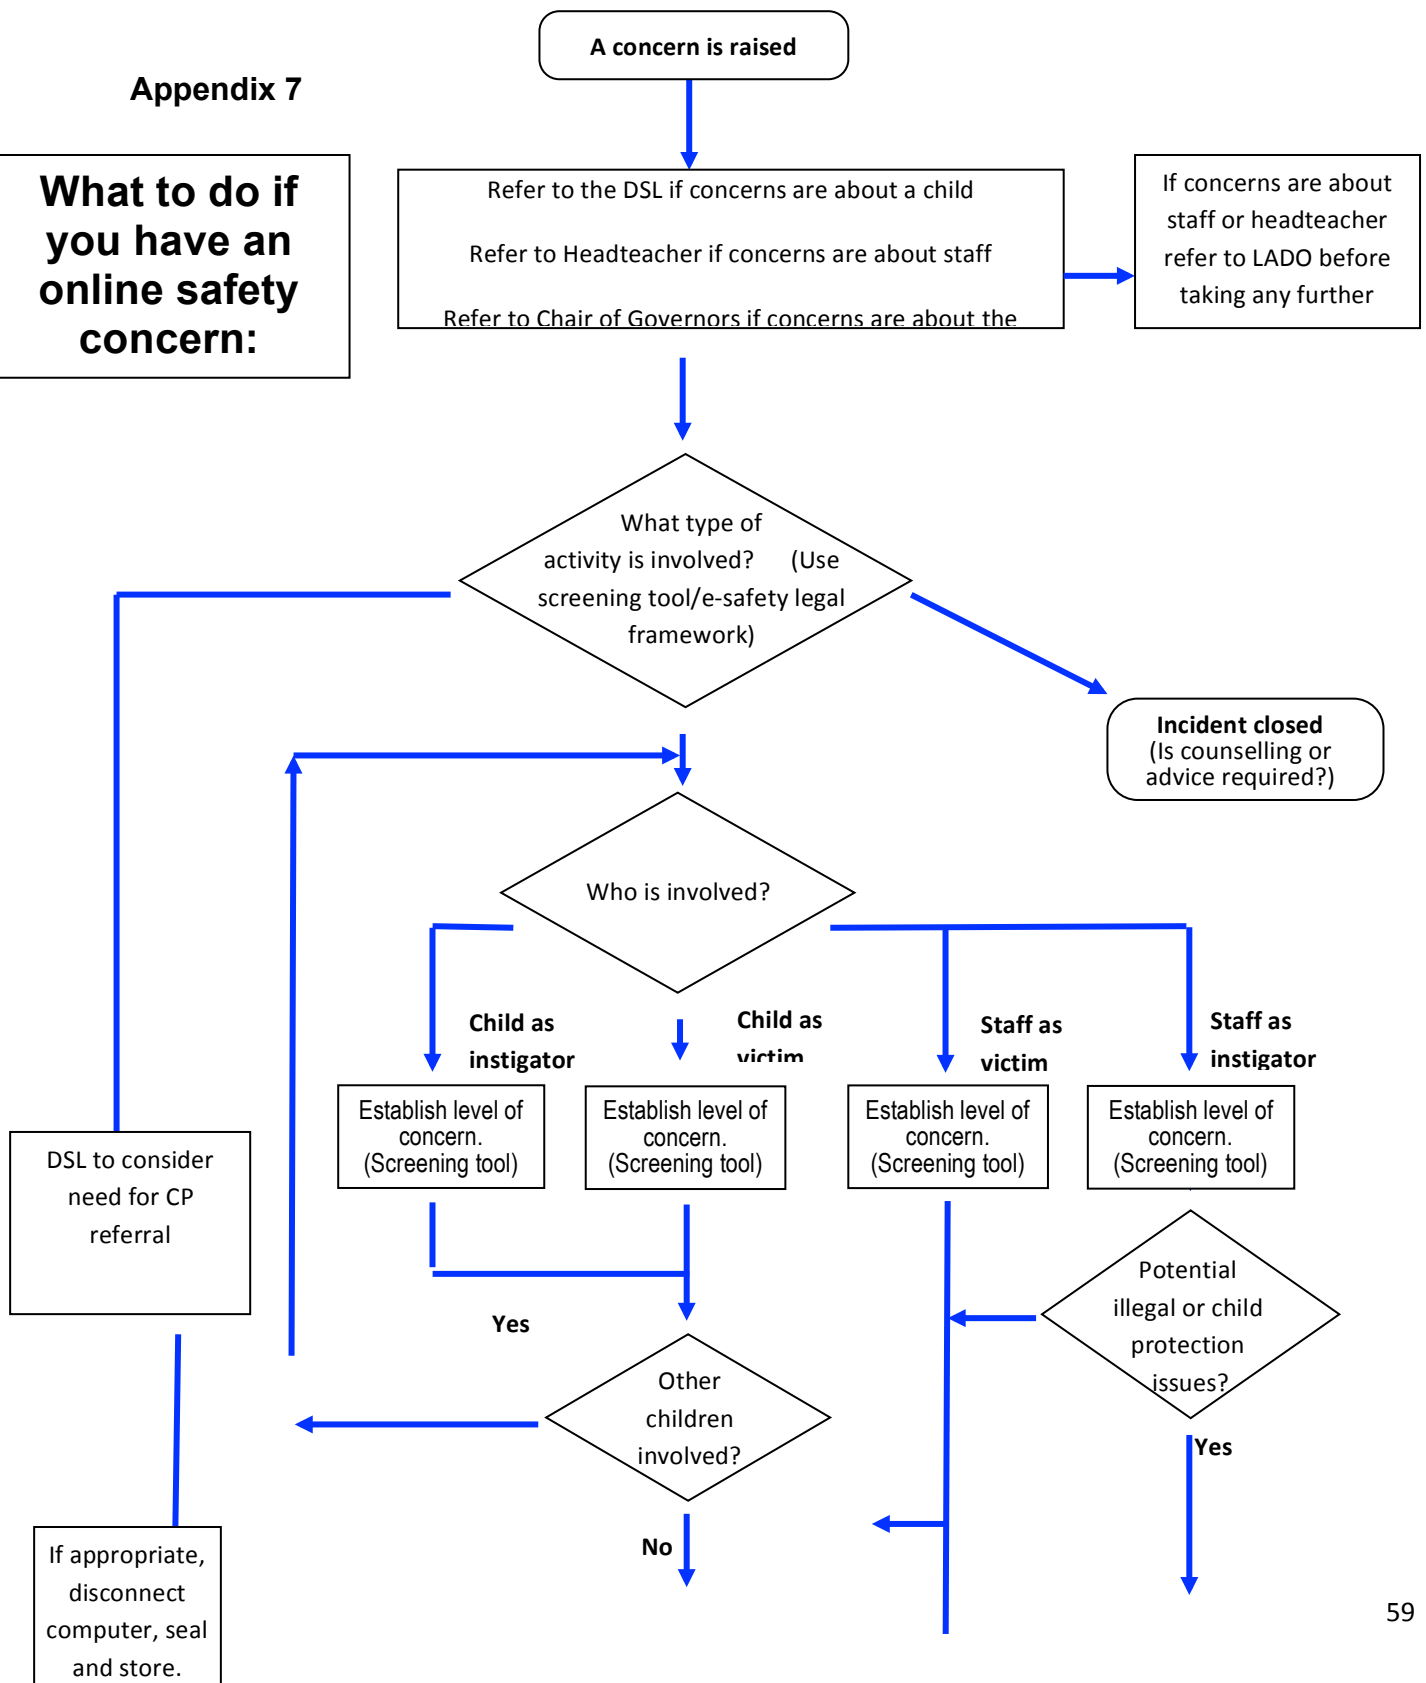 A concern is raised
Appendix 7
What to do if
you have an
online safety
concern:
Refer to the DSL if concerns are about a child
Refer to Headteacher if concerns are about staff
Refer to Chair of Governors if concerns are about the
If concerns are about
staff or headteacher
refer to LADO before
taking any further
What type of
activity is involved? (Use
screening tool/e-safety legal
framework)
Incident closed
(Is counselling or
advice required?)
Who is involved?
Child as
instigator
Child as
victim
Staff as
victim
Staff as
instigator
Establish level of
concern.
(Screening tool)
Establish level of
concern.
(Screening tool)
Establish level of
concern.
(Screening tool)
Establish level of
concern.
(Screening tool)
DSL to consider
need for CP
referral
Potential
illegal or child
protection
issues?
Yes
Other
children
involved?
Yes
No
If appropriate,
disconnect
computer, seal
and store.
59